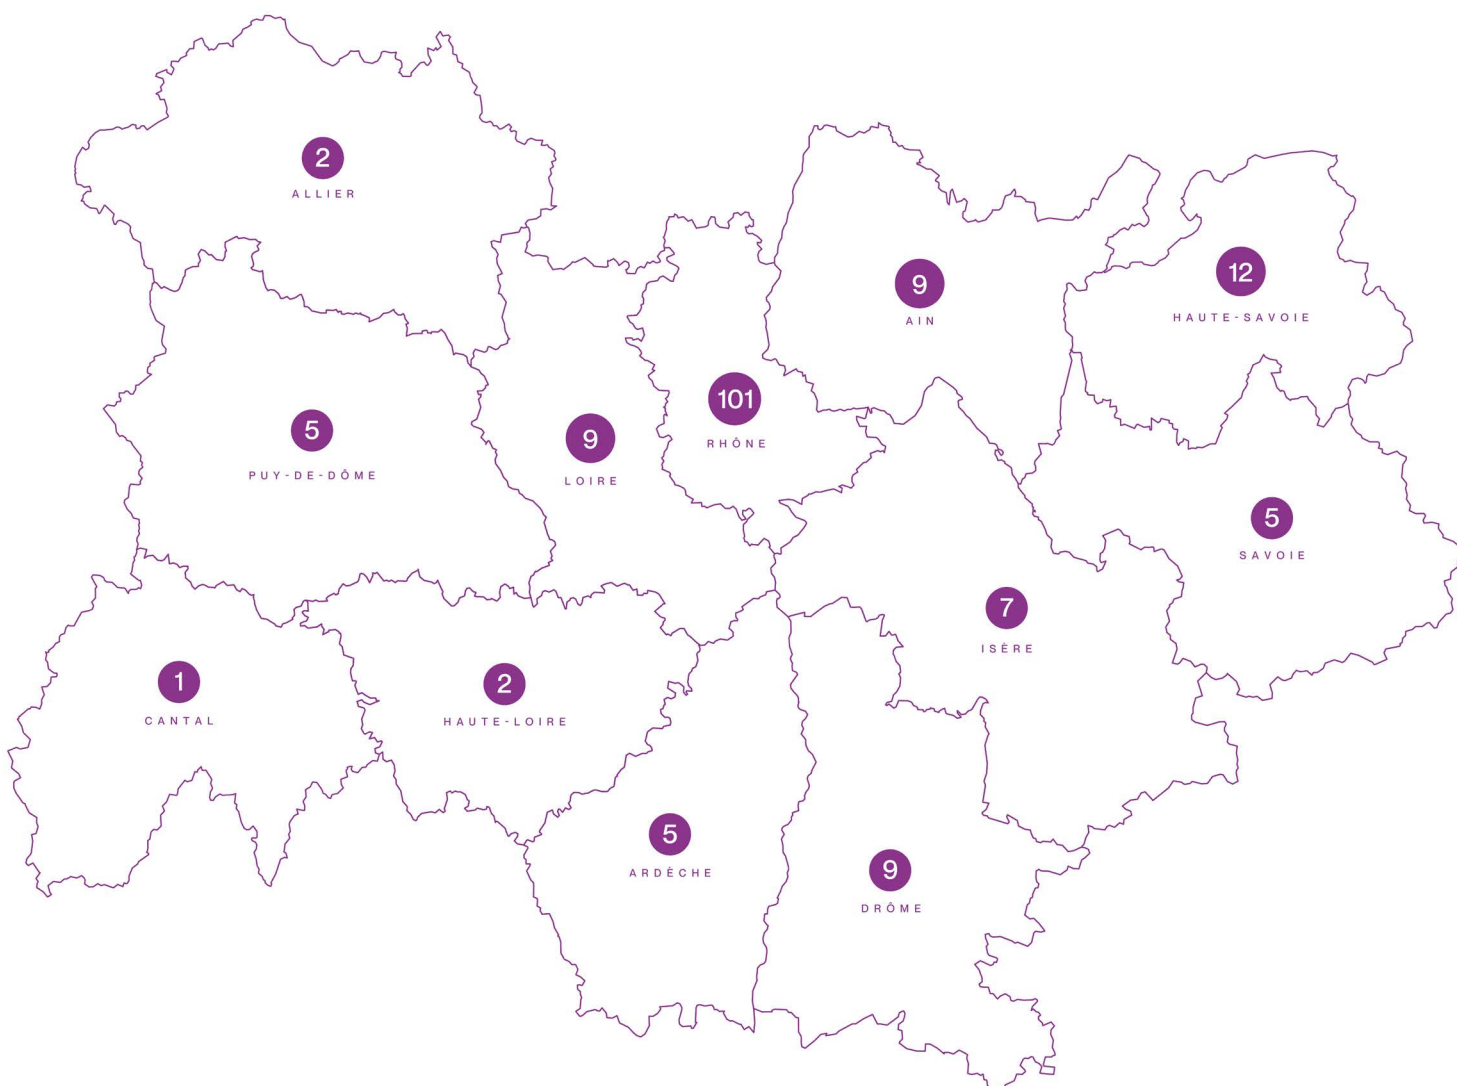 2
ALLIER
9
AIN
12
HAUTE-SAVOIE
101
RHÔNE
5
PUY-DE-DÔME
9
LOIRE
5
SAVOIE
7
ISÈRE
1
CANTAL
2
HAUTE-LOIRE
5
ARDÈCHE
9
DRÔME